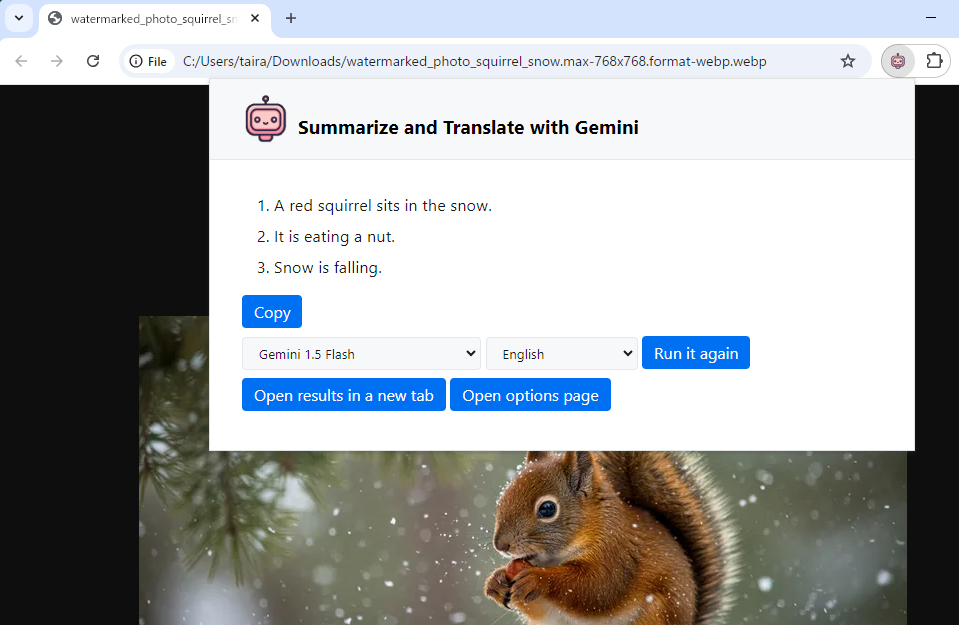 watermarked_photo_squirrel_sn
File
C:/Users/taira/Downloads/watermarked_photo_squirrel_snow.max-768x768.format-webp.webp
Summarize and Translate with Gemini
1. A red squirrel sits in the snow.
2. It is eating a nut.
3. Snow is falling.
Copy
Gemini 1.5 Flash English Run it again
Open results in a new tab Open options page